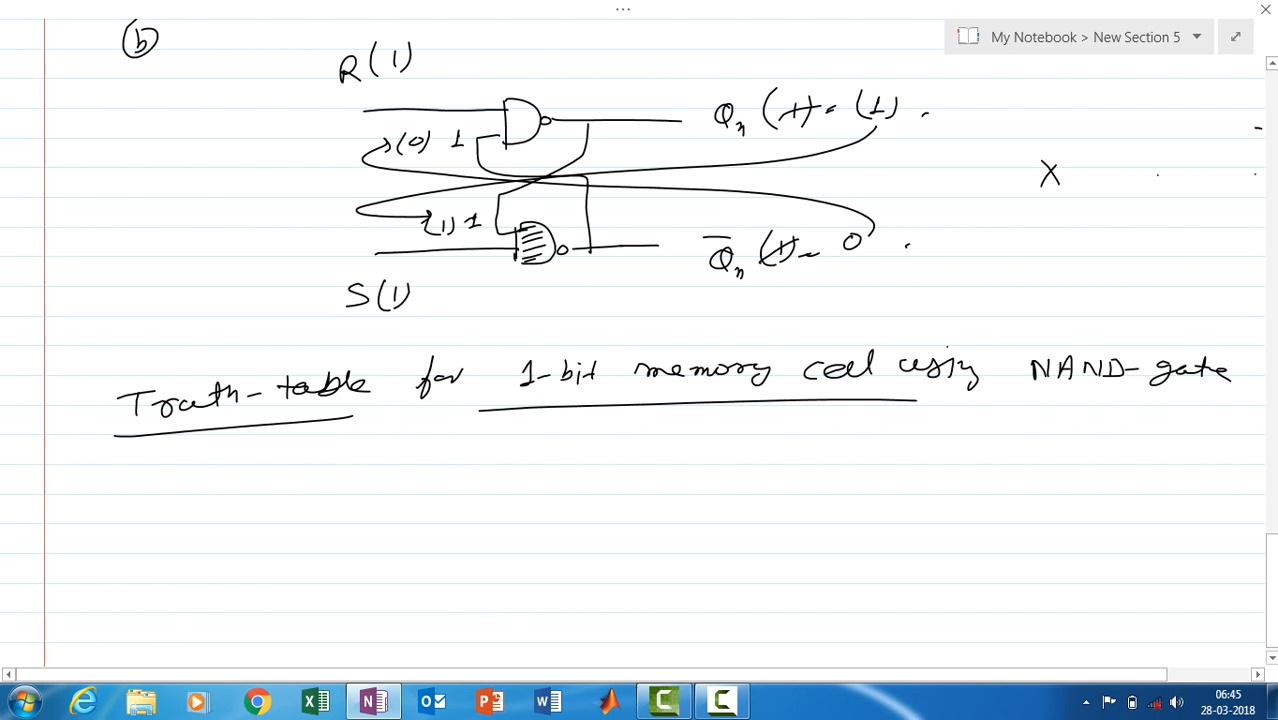 My Notebook > New Section 5
(b)
R(1)
Qn (1) = (1)
(0) 1
X
(1) 1
Q̅n (1) = 0
S(1)
Truth-table for 1-bit memory cell using NAND-gate
06:45
28-03-2018